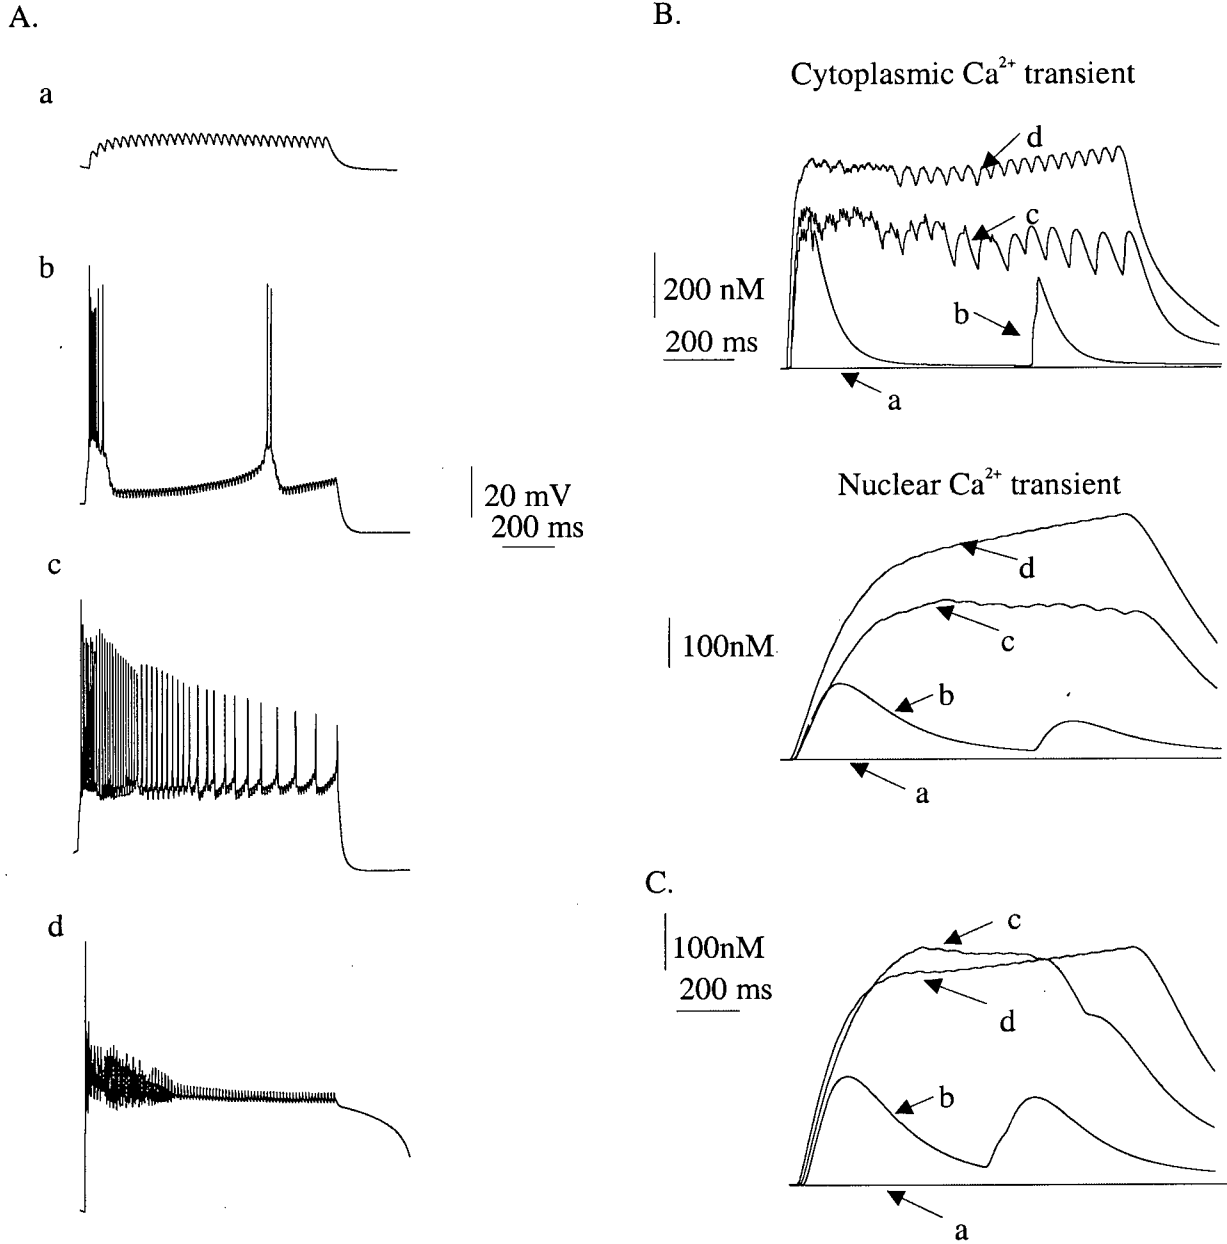 A.
a
b
20 mV
200 ms
c
d
B.
Cytoplasmic Ca²⁺ transient
d
c
200 nM
b
200 ms
a
Nuclear Ca²⁺ transient
d
100nM
c
b
a
C.
c
100nM
200 ms
d
b
a